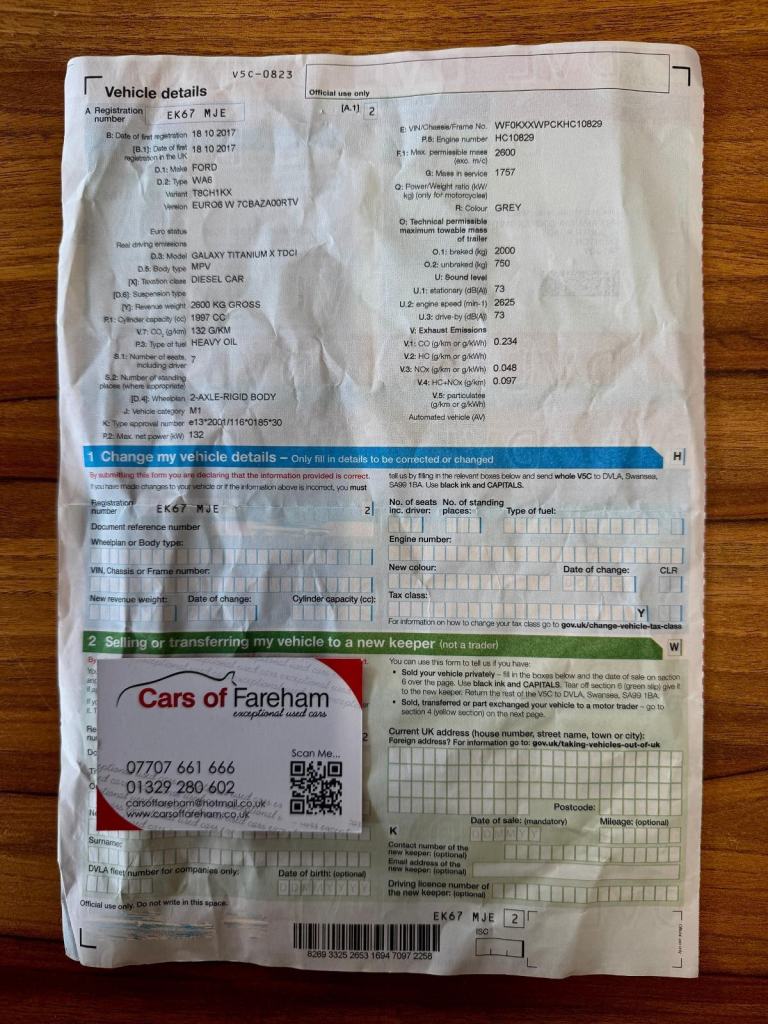 V5C-0823
Vehicle details
Official use only
A Registration number EK67 MJE
[A.1] 2
B: Date of first registration 18 10 2017
[B.1]: Date of first registration in the UK 18 10 2017
D.1: Make FORD
D.2: Type WA6
Variant T8CH1KX
Version EURO6 W 7CBAZA00RTV
Euro status
Real driving emissions
D.3: Model GALAXY TITANIUM X TDCI
D.5: Body type MPV
[X]: Taxation class DIESEL CAR
[D.6]: Suspension type
[Y]: Revenue weight 2600 KG GROSS
P.1: Cylinder capacity (cc) 1997 CC
V.7: CO2 (g/km) 132 G/KM
P.3: Type of fuel HEAVY OIL
S.1: Number of seats, including driver 7
S.2: Number of standing places (where appropriate)
[D.4]: Wheelplan 2-AXLE-RIGID BODY
J: Vehicle category M1
K: Type approval number e13*2001/116*0185*30
P.2: Max. net power (kW) 132
E: VIN/Chassis/Frame No. WF0KXXWPCKHC10829
P.5: Engine number HC10829
F.1: Max. permissible mass (exc. m/c) 2600
G: Mass in service 1757
Q: Power/Weight ratio (kW/kg) (only for motorcycles)
R: Colour GREY
O: Technical permissible maximum towable mass of trailer
O.1: braked (kg) 2000
O.2: unbraked (kg) 750
U: Sound level
U.1: stationary (dB(A)) 73
U.2: engine speed (min-1) 2625
U.3: drive-by (dB(A)) 73
V: Exhaust Emissions
V.1: CO (g/km or g/kWh) 0.234
V.2: HC (g/km or g/kWh)
V.3: NOx (g/km or g/kWh) 0.048
V.4: HC+NOx (g/km) 0.097
V.5: particulates (g/km or g/kWh)
Automated vehicle (AV)
1 Change my vehicle details – Only fill in details to be corrected or changed
H
By submitting this form you are declaring that the information provided is correct.
If you have made changes to your vehicle or if the information above is incorrect, you must
tell us by filling in the relevant boxes below and send whole V5C to DVLA, Swansea,
SA99 1BA. Use black ink and CAPITALS.
Registration number EK67 MJE 2
Document reference number
Wheelplan or Body type:
VIN, Chassis or Frame number:
New revenue weight: Date of change: Cylinder capacity (cc):
No. of seats inc. driver: No. of standing places: Type of fuel:
Engine number:
New colour: Date of change: CLR
Tax class:
Y
For information on how to change your tax class go to gov.uk/change-vehicle-tax-class
2 Selling or transferring my vehicle to a new keeper (not a trader)
W
You can use this form to tell us if you have:
• Sold your vehicle privately – fill in the boxes below and the date of sale on section
6 over the page. Use black ink and CAPITALS. Tear off section 6 (green slip) give it
to the new keeper. Return the rest of the V5C to DVLA, Swansea, SA99 1BA.
• Sold, transferred or part exchanged your vehicle to a motor trader – go to
section 4 (yellow section) on the next page.
Cars of Fareham
exceptional used cars
Scan Me...
07707 661 666
01329 280 602
carsoffareham@hotmail.co.uk
www.carsoffareham.co.uk
Current UK address (house number, street name, town or city):
Foreign address? For information go to: gov.uk/taking-vehicles-out-of-uk
Postcode:
Date of sale: (mandatory) Mileage: (optional)
K
Contact number of the new keeper: (optional)
Email address of the new keeper: (optional)
Driving licence number of the new keeper: (optional)
Surname:
DVLA fleet number for companies only: Date of birth: (optional)
Official use only. Do not write in this space.
EK67 MJE 2
ISC
8269 3325 2653 1694 7097 2258